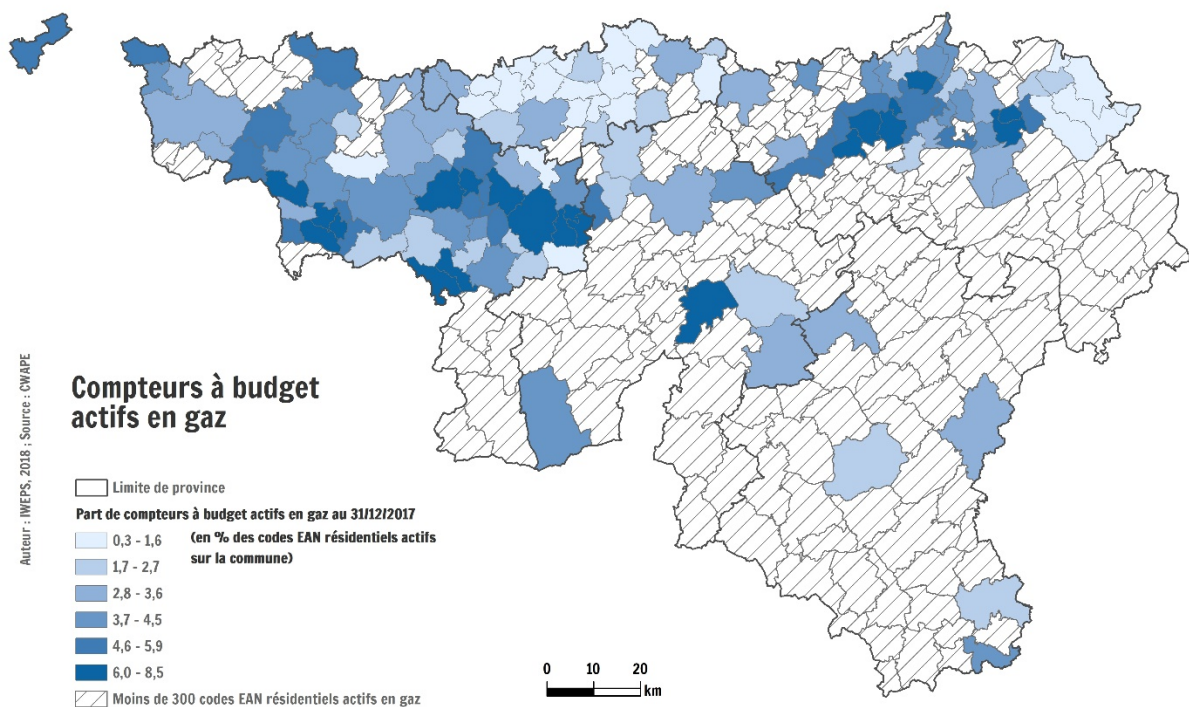 Auteur : IWEPS, 2018 ; Source : CWAPE
Compteurs à budget
actifs en gaz
Limite de province
Part de compteurs à budget actifs en gaz au 31/12/2017
(en % des codes EAN résidentiels actifs
sur la commune)
0,3 - 1,6
1,7 - 2,7
2,8 - 3,6
3,7 - 4,5
4,6 - 5,9
6,0 - 8,5
Moins de 300 codes EAN résidentiels actifs en gaz
0 10 20
km